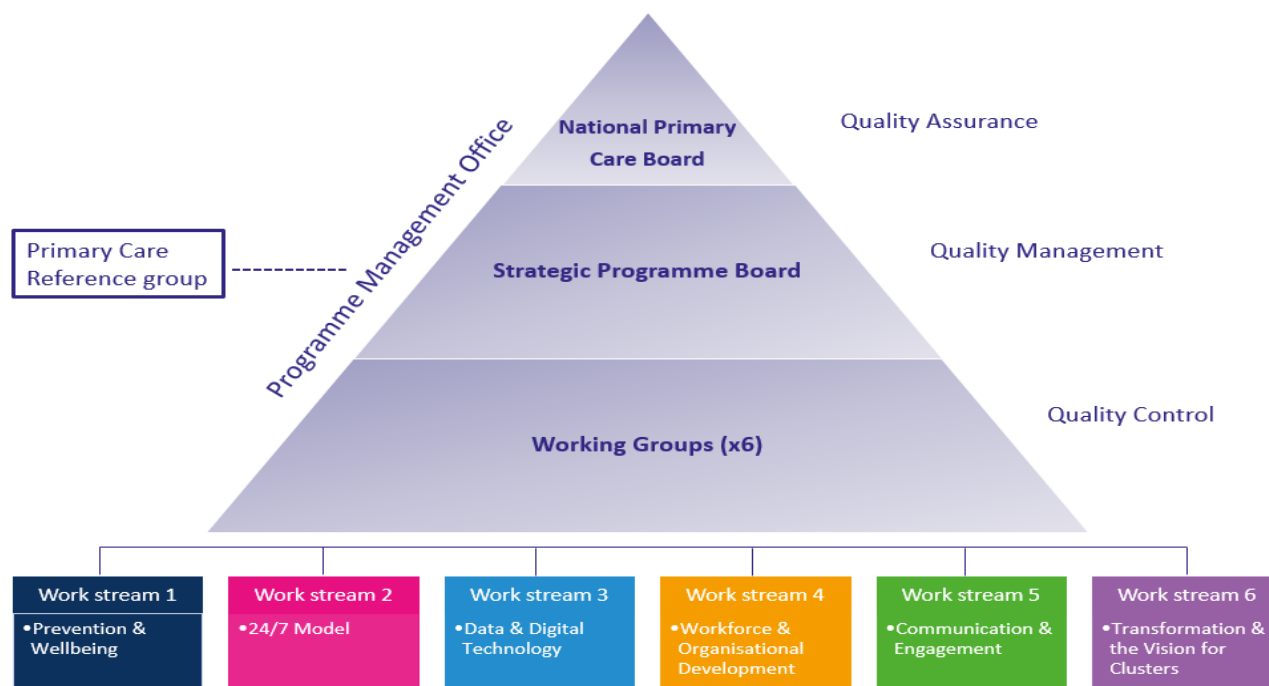 National Primary
Care Board
Quality Assurance
Programme Management Office
Primary Care
Reference group
Strategic Programme Board
Quality Management
Working Groups (x6)
Quality Control
Work stream 1
•Prevention &
Wellbeing
Work stream 2
•24/7 Model
Work stream 3
•Data & Digital
Technology
Work stream 4
•Workforce &
Organisational
Development
Work stream 5
•Communication &
Engagement
Work stream 6
•Transformation &
the Vision for
Clusters